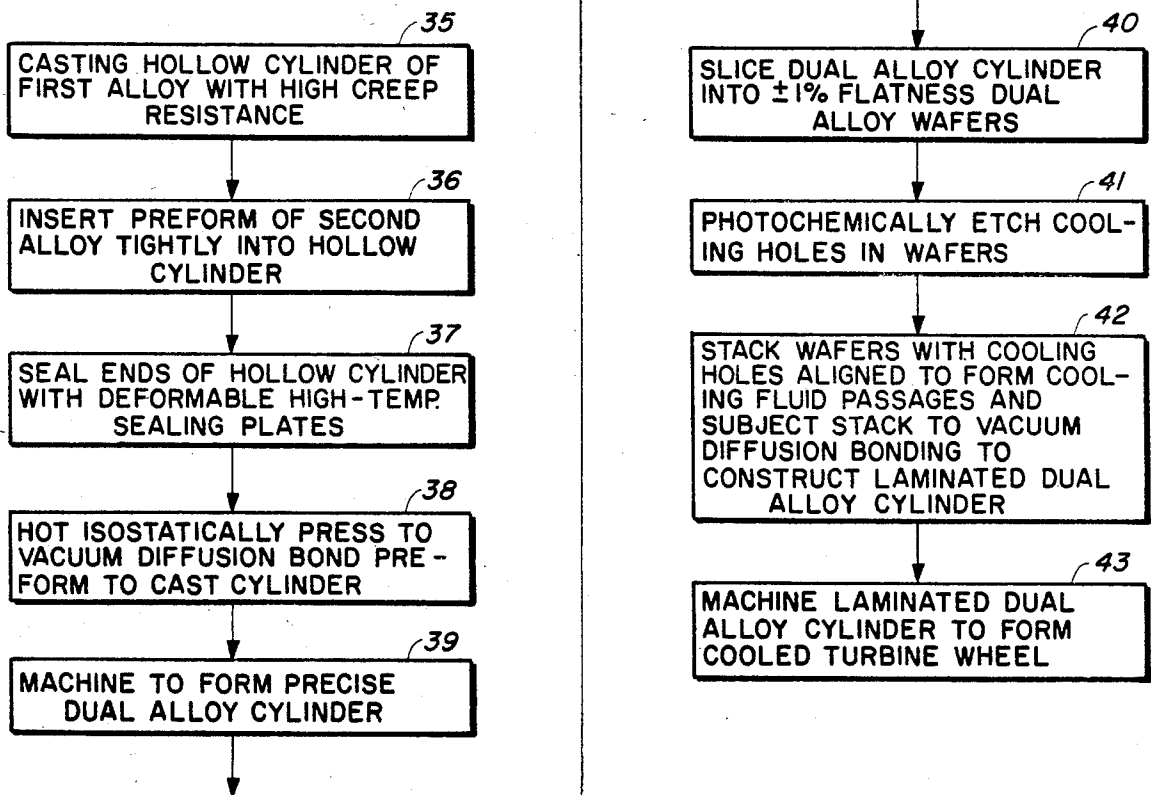 35
CASTING HOLLOW CYLINDER OF
FIRST ALLOY WITH HIGH CREEP
RESISTANCE
36
INSERT PREFORM OF SECOND
ALLOY TIGHTLY INTO HOLLOW
CYLINDER
37
SEAL ENDS OF HOLLOW CYLINDER
WITH DEFORMABLE HIGH-TEMP.
SEALING PLATES
38
HOT ISOSTATICALLY PRESS TO
VACUUM DIFFUSION BOND PRE-
FORM TO CAST CYLINDER
39
MACHINE TO FORM PRECISE
DUAL ALLOY CYLINDER
40
SLICE DUAL ALLOY CYLINDER
INTO ±1% FLATNESS DUAL
ALLOY WAFERS
41
PHOTOCHEMICALLY ETCH COOL-
ING HOLES IN WAFERS
42
STACK WAFERS WITH COOLING
HOLES ALIGNED TO FORM COOL-
ING FLUID PASSAGES AND
SUBJECT STACK TO VACUUM
DIFFUSION BONDING TO
CONSTRUCT LAMINATED DUAL
ALLOY CYLINDER
43
MACHINE LAMINATED DUAL
ALLOY CYLINDER TO FORM
COOLED TURBINE WHEEL